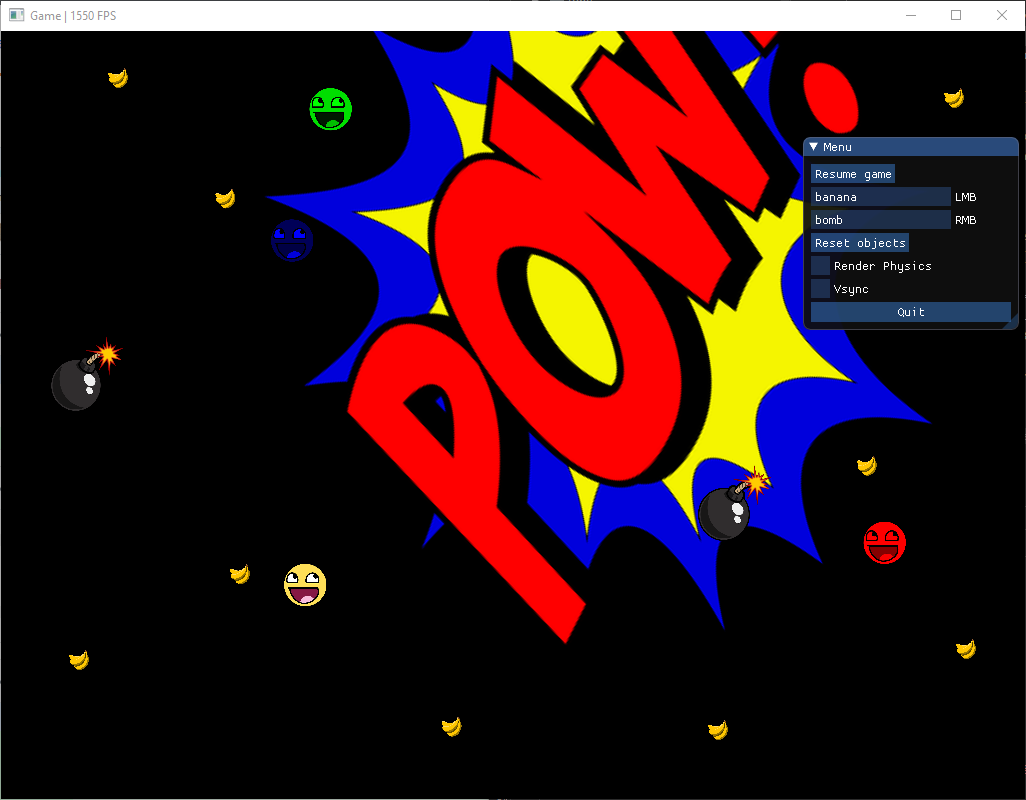 Game | 1550 FPS
POW!
Menu
Resume game
banana LMB
bomb RMB
Reset objects
Render Physics
Vsync
Quit